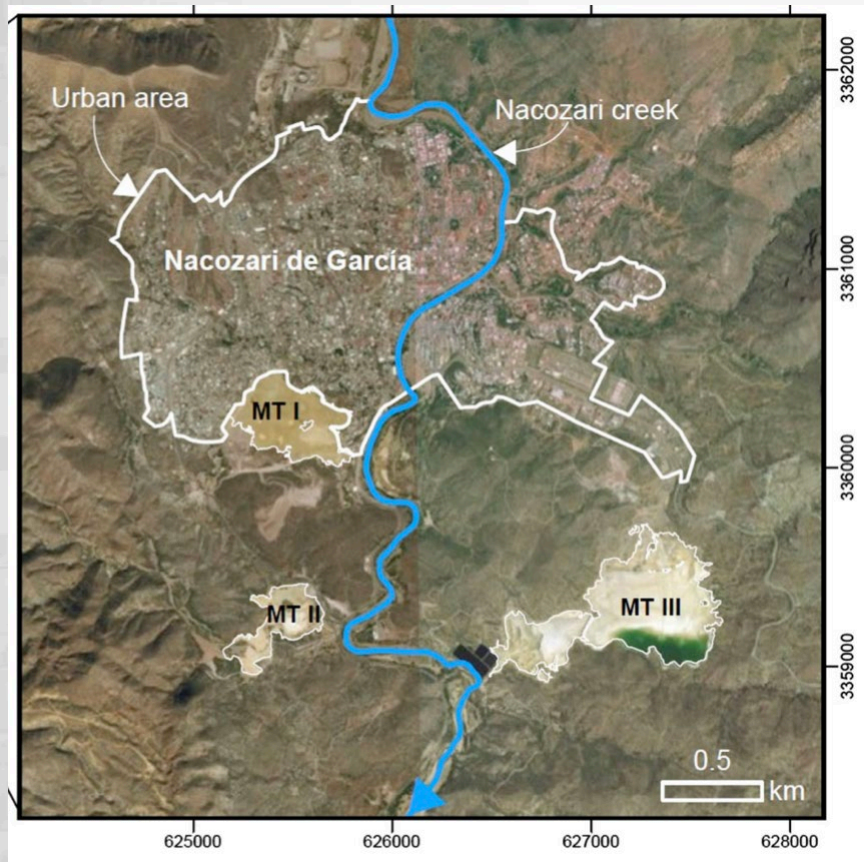 Urban area
Nacozari creek
Nacozari de García
MT I
MT II
MT III
0.5
km
3362000
3361000
3360000
3359000
625000
626000
627000
628000